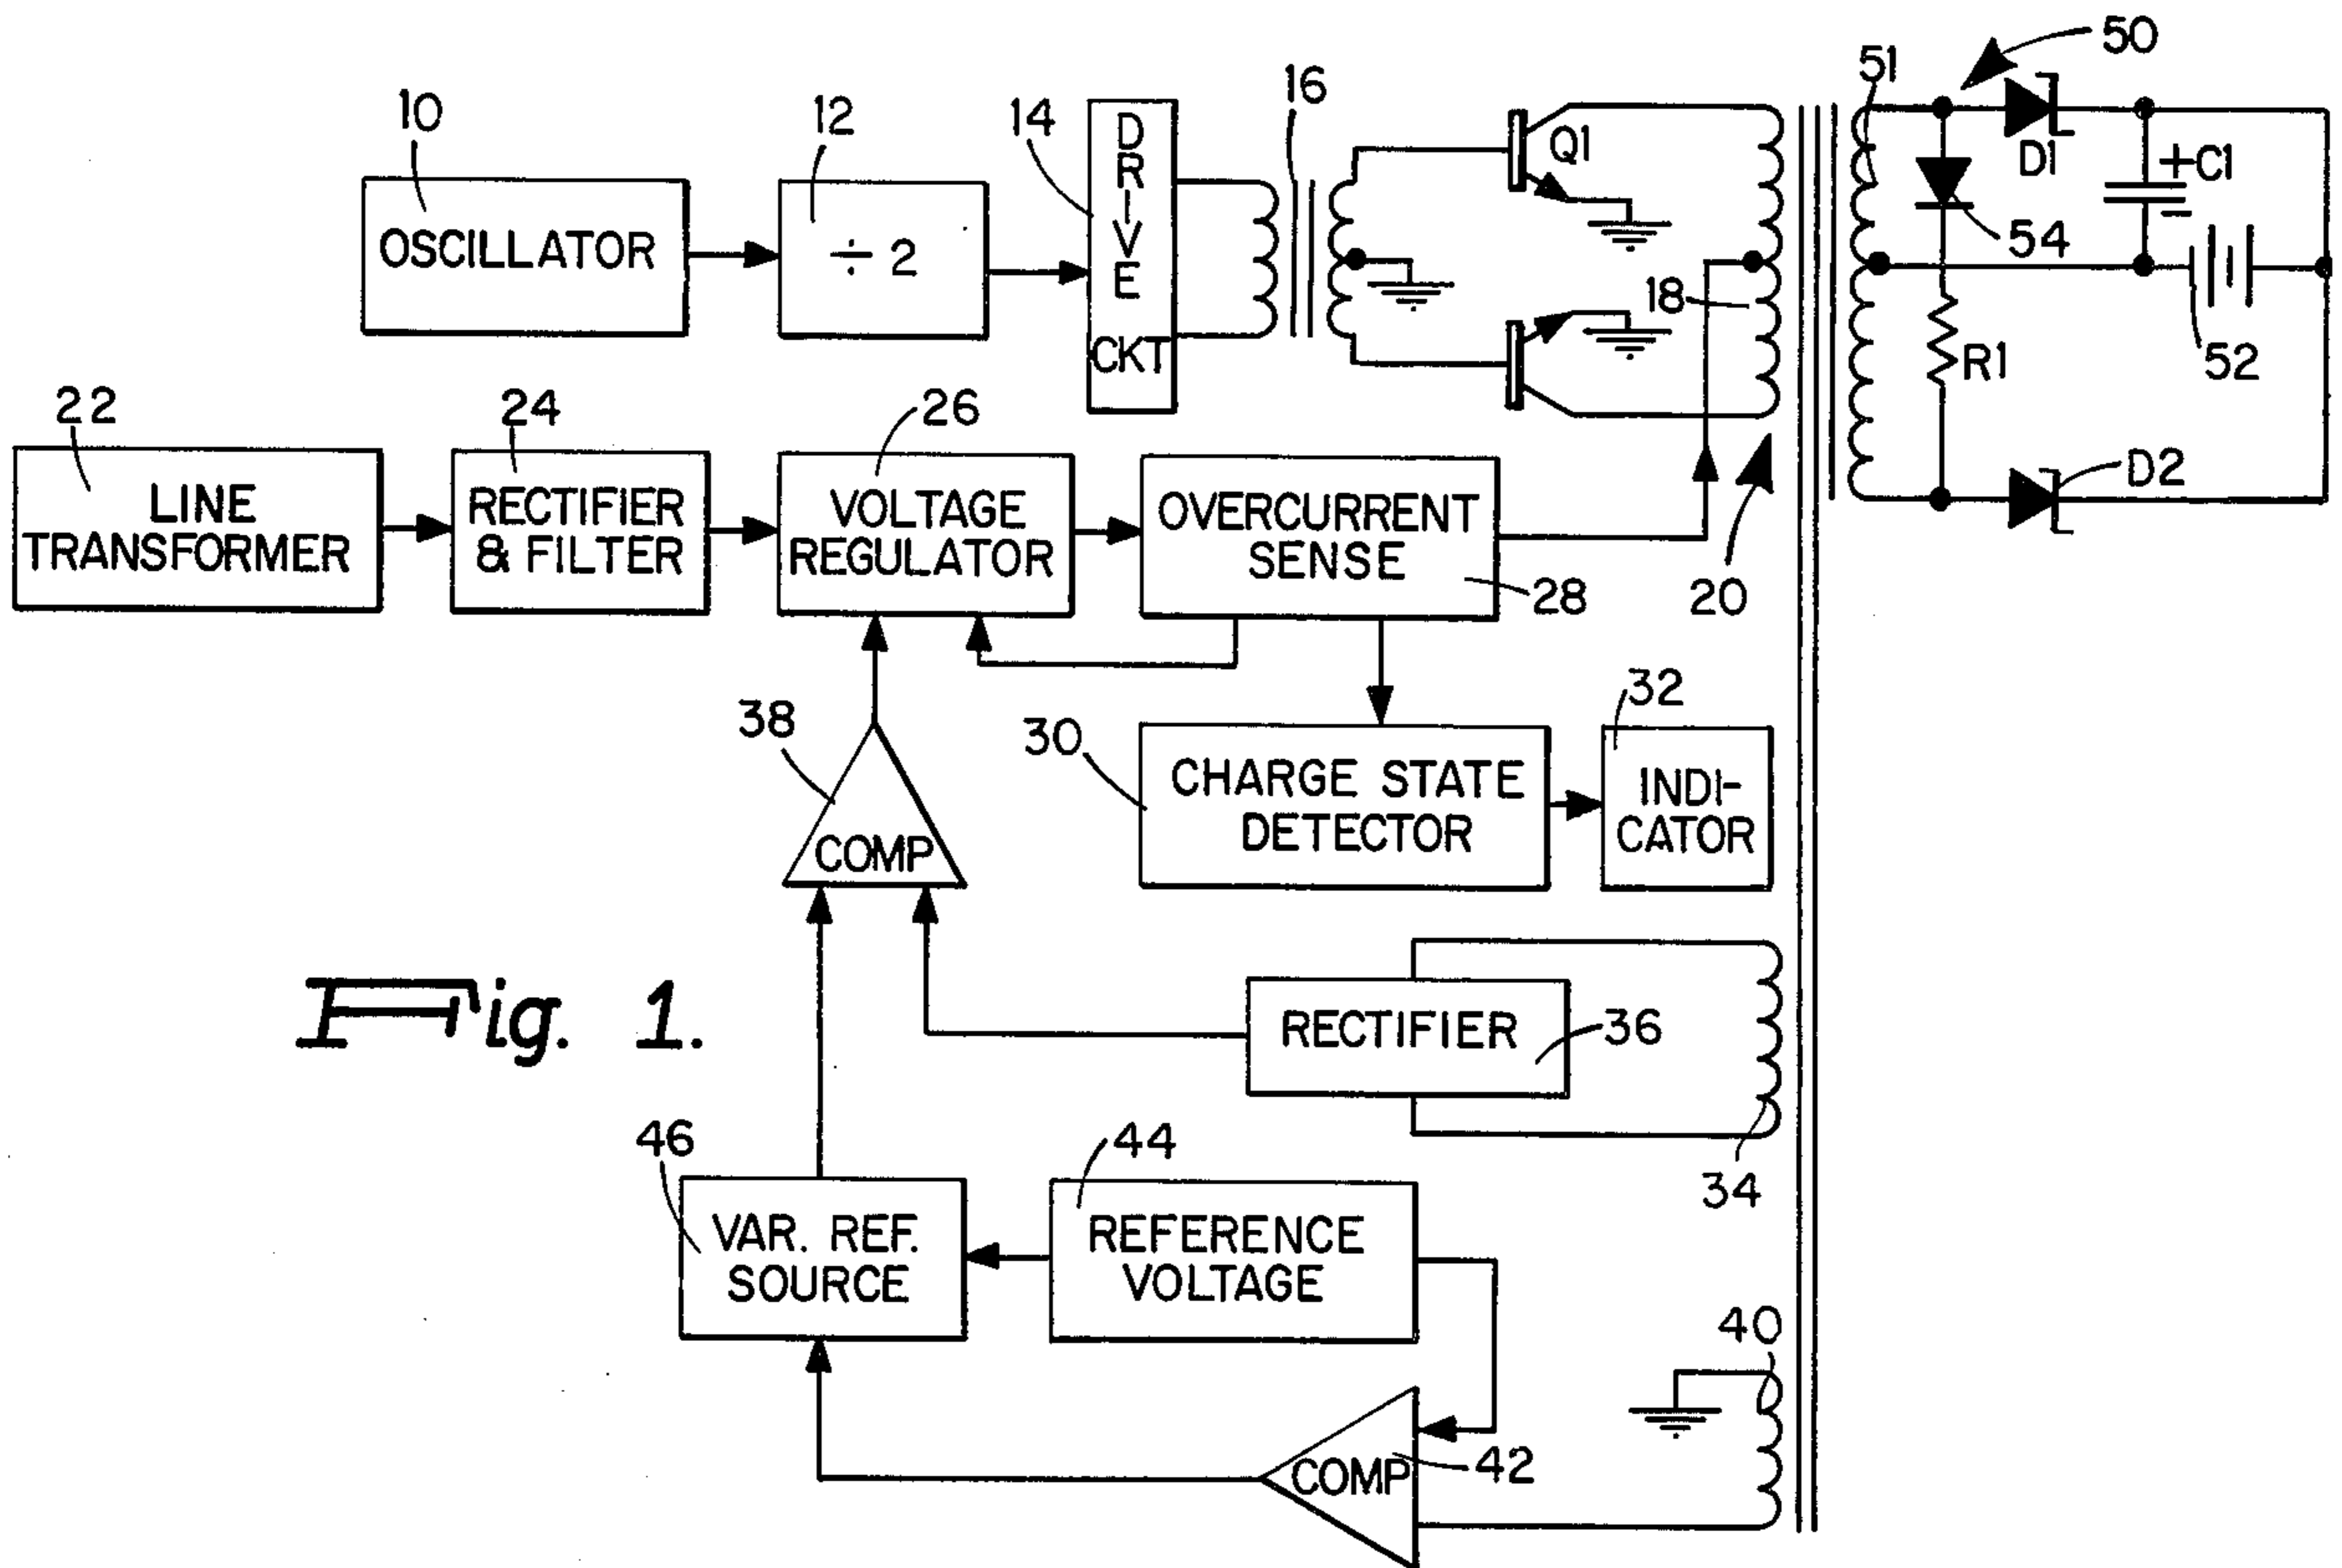 50
51
10
12
14
16
DRIVE
CKT
Q1
D1
+C1
−
OSCILLATOR
÷ 2
54
18
R1
52
22
24
26
D2
LINE
TRANSFORMER
RECTIFIER
& FILTER
VOLTAGE
REGULATOR
OVERCURRENT
SENSE
28
20
38
30
32
CHARGE STATE
DETECTOR
INDI-
CATOR
COMP
Fig. 1.
RECTIFIER
36
34
46
44
VAR. REF.
SOURCE
REFERENCE
VOLTAGE
40
COMP
42